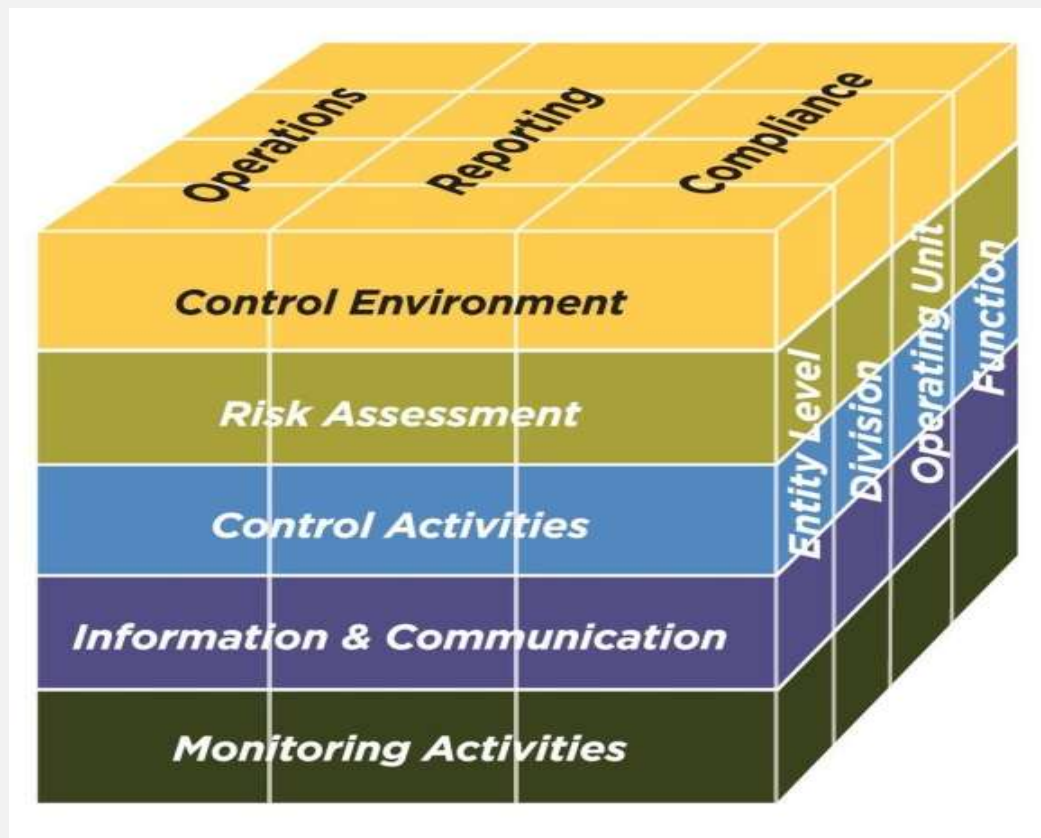 Operations
Reporting
Compliance
Control Environment
Risk Assessment
Control Activities
Information & Communication
Monitoring Activities
Entity Level
Division
Operating Unit
Function